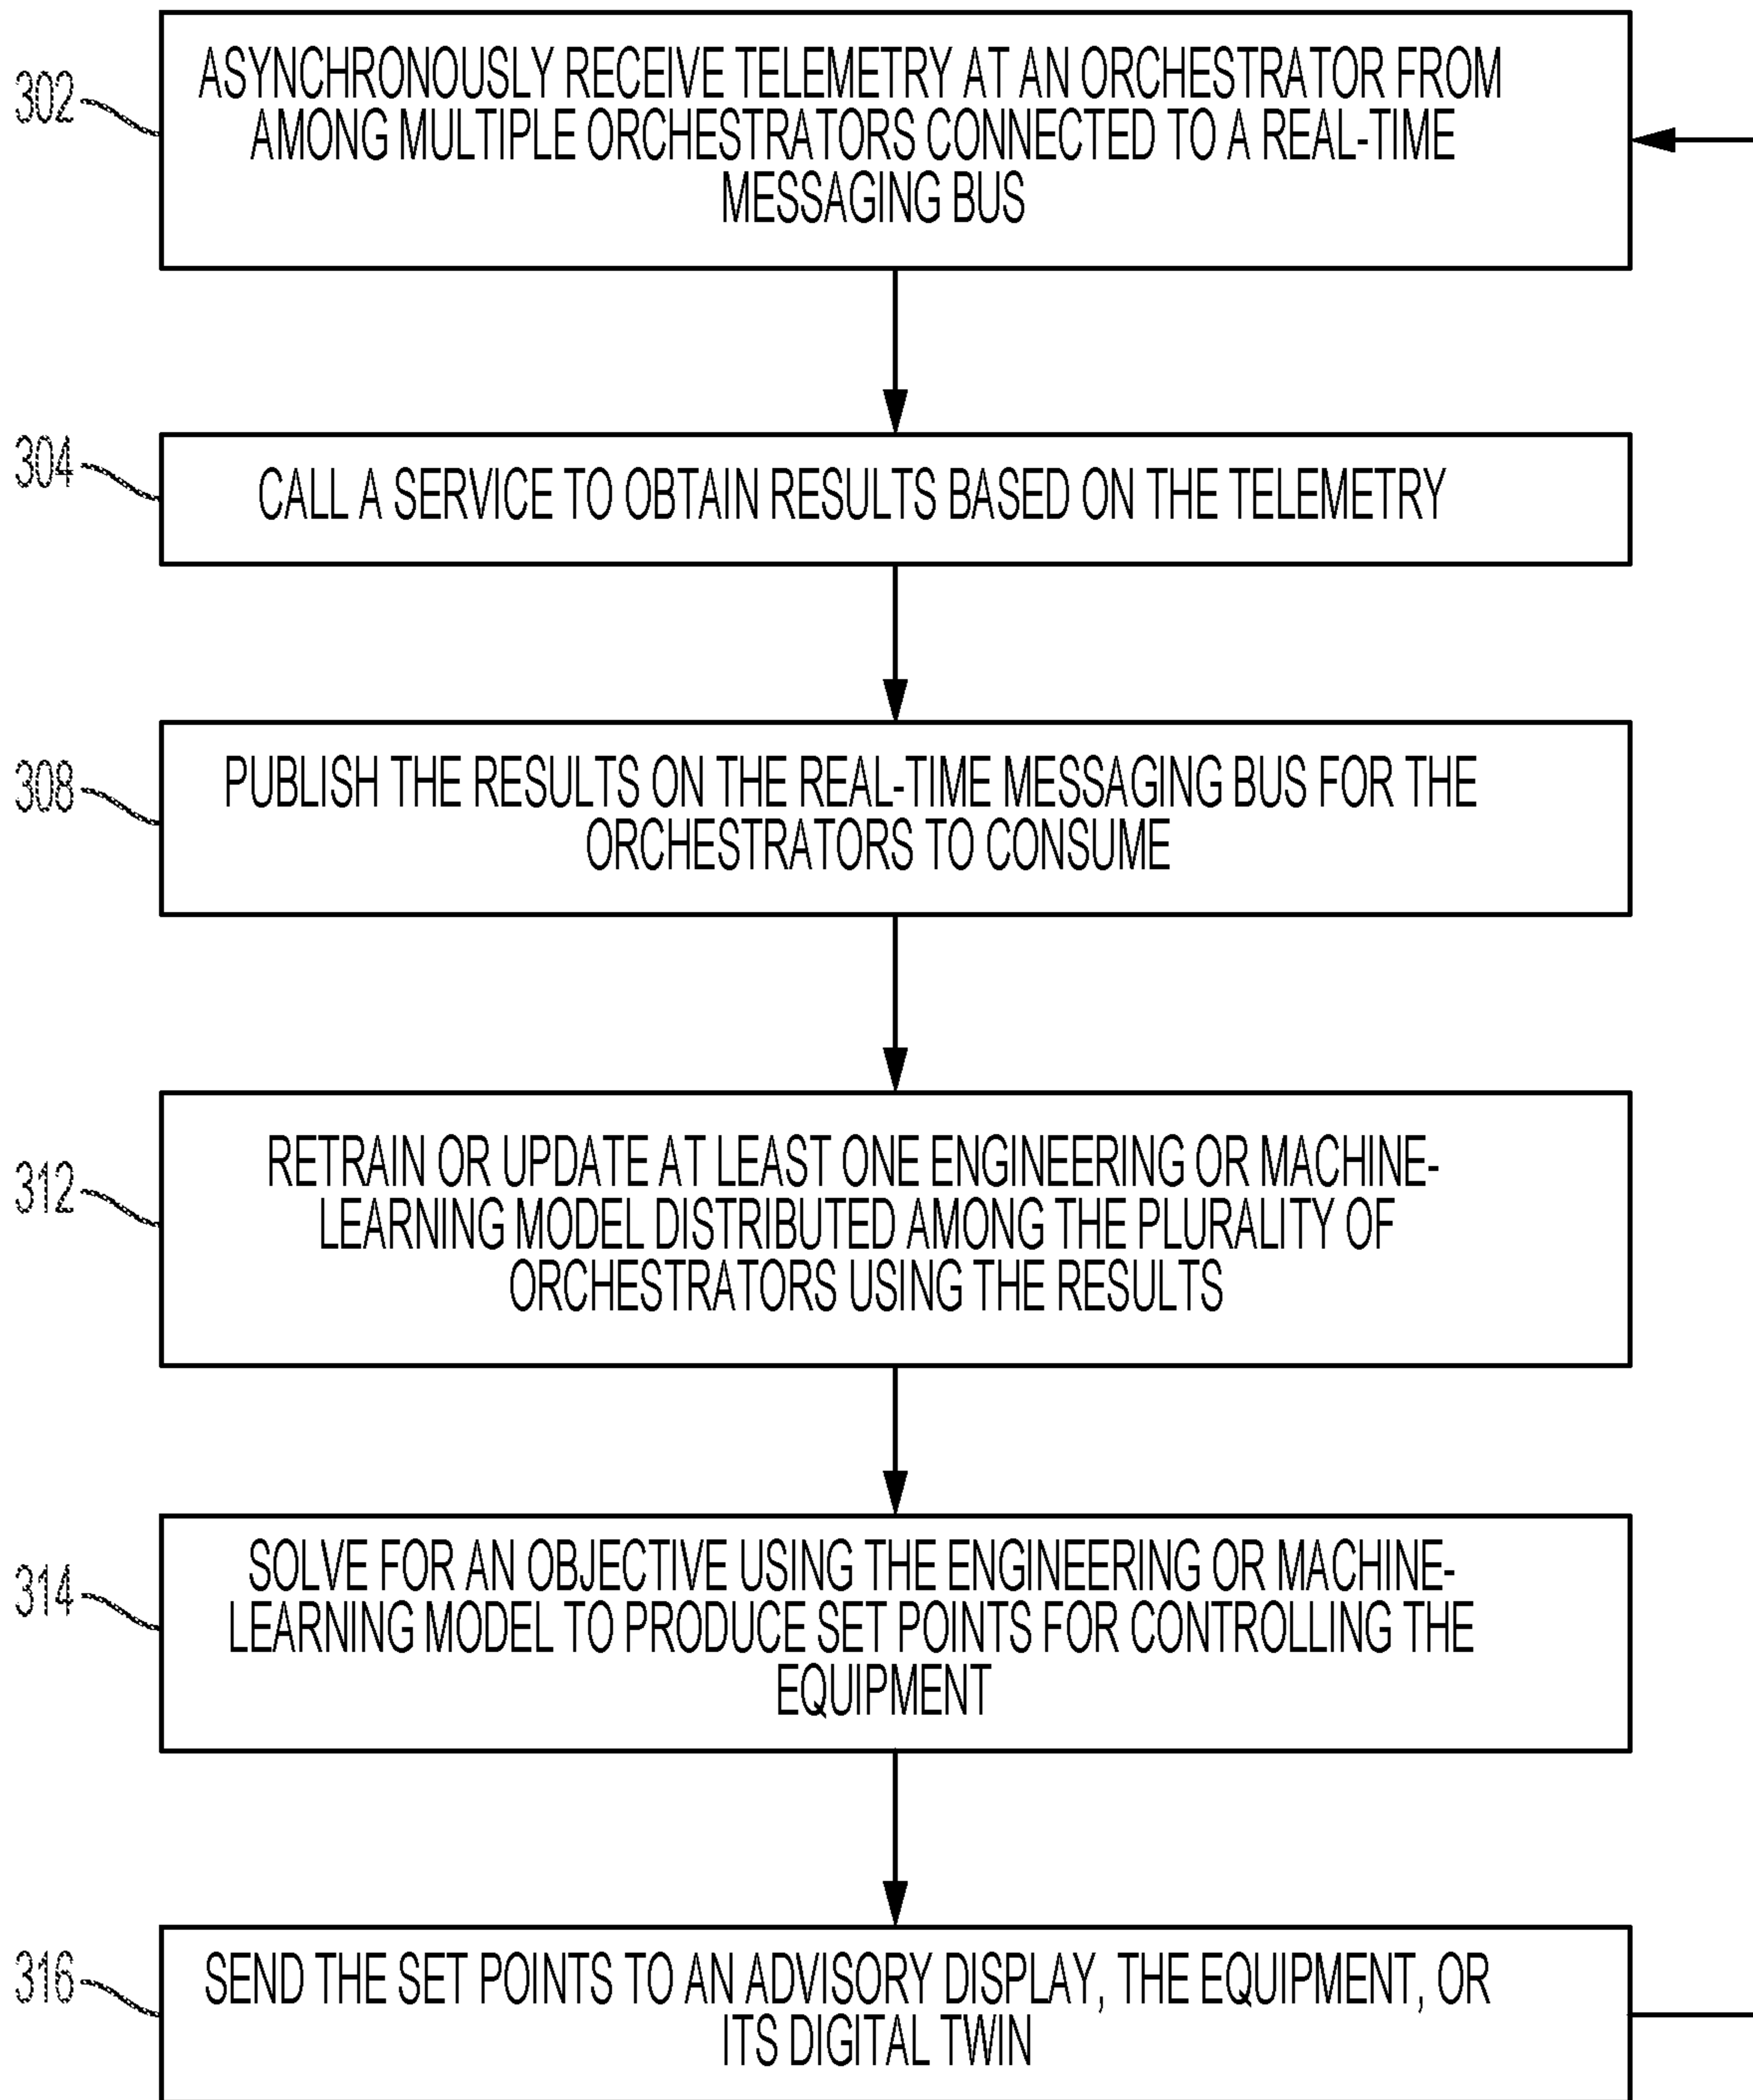 302
ASYNCHRONOUSLY RECEIVE TELEMETRY AT AN ORCHESTRATOR FROM
AMONG MULTIPLE ORCHESTRATORS CONNECTED TO A REAL-TIME
MESSAGING BUS
304
CALL A SERVICE TO OBTAIN RESULTS BASED ON THE TELEMETRY
308
PUBLISH THE RESULTS ON THE REAL-TIME MESSAGING BUS FOR THE
ORCHESTRATORS TO CONSUME
312
RETRAIN OR UPDATE AT LEAST ONE ENGINEERING OR MACHINE-
LEARNING MODEL DISTRIBUTED AMONG THE PLURALITY OF
ORCHESTRATORS USING THE RESULTS
314
SOLVE FOR AN OBJECTIVE USING THE ENGINEERING OR MACHINE-
LEARNING MODEL TO PRODUCE SET POINTS FOR CONTROLLING THE
EQUIPMENT
316
SEND THE SET POINTS TO AN ADVISORY DISPLAY, THE EQUIPMENT, OR
ITS DIGITAL TWIN